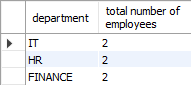 department total number of
employees
IT 2
HR 2
FINANCE 2